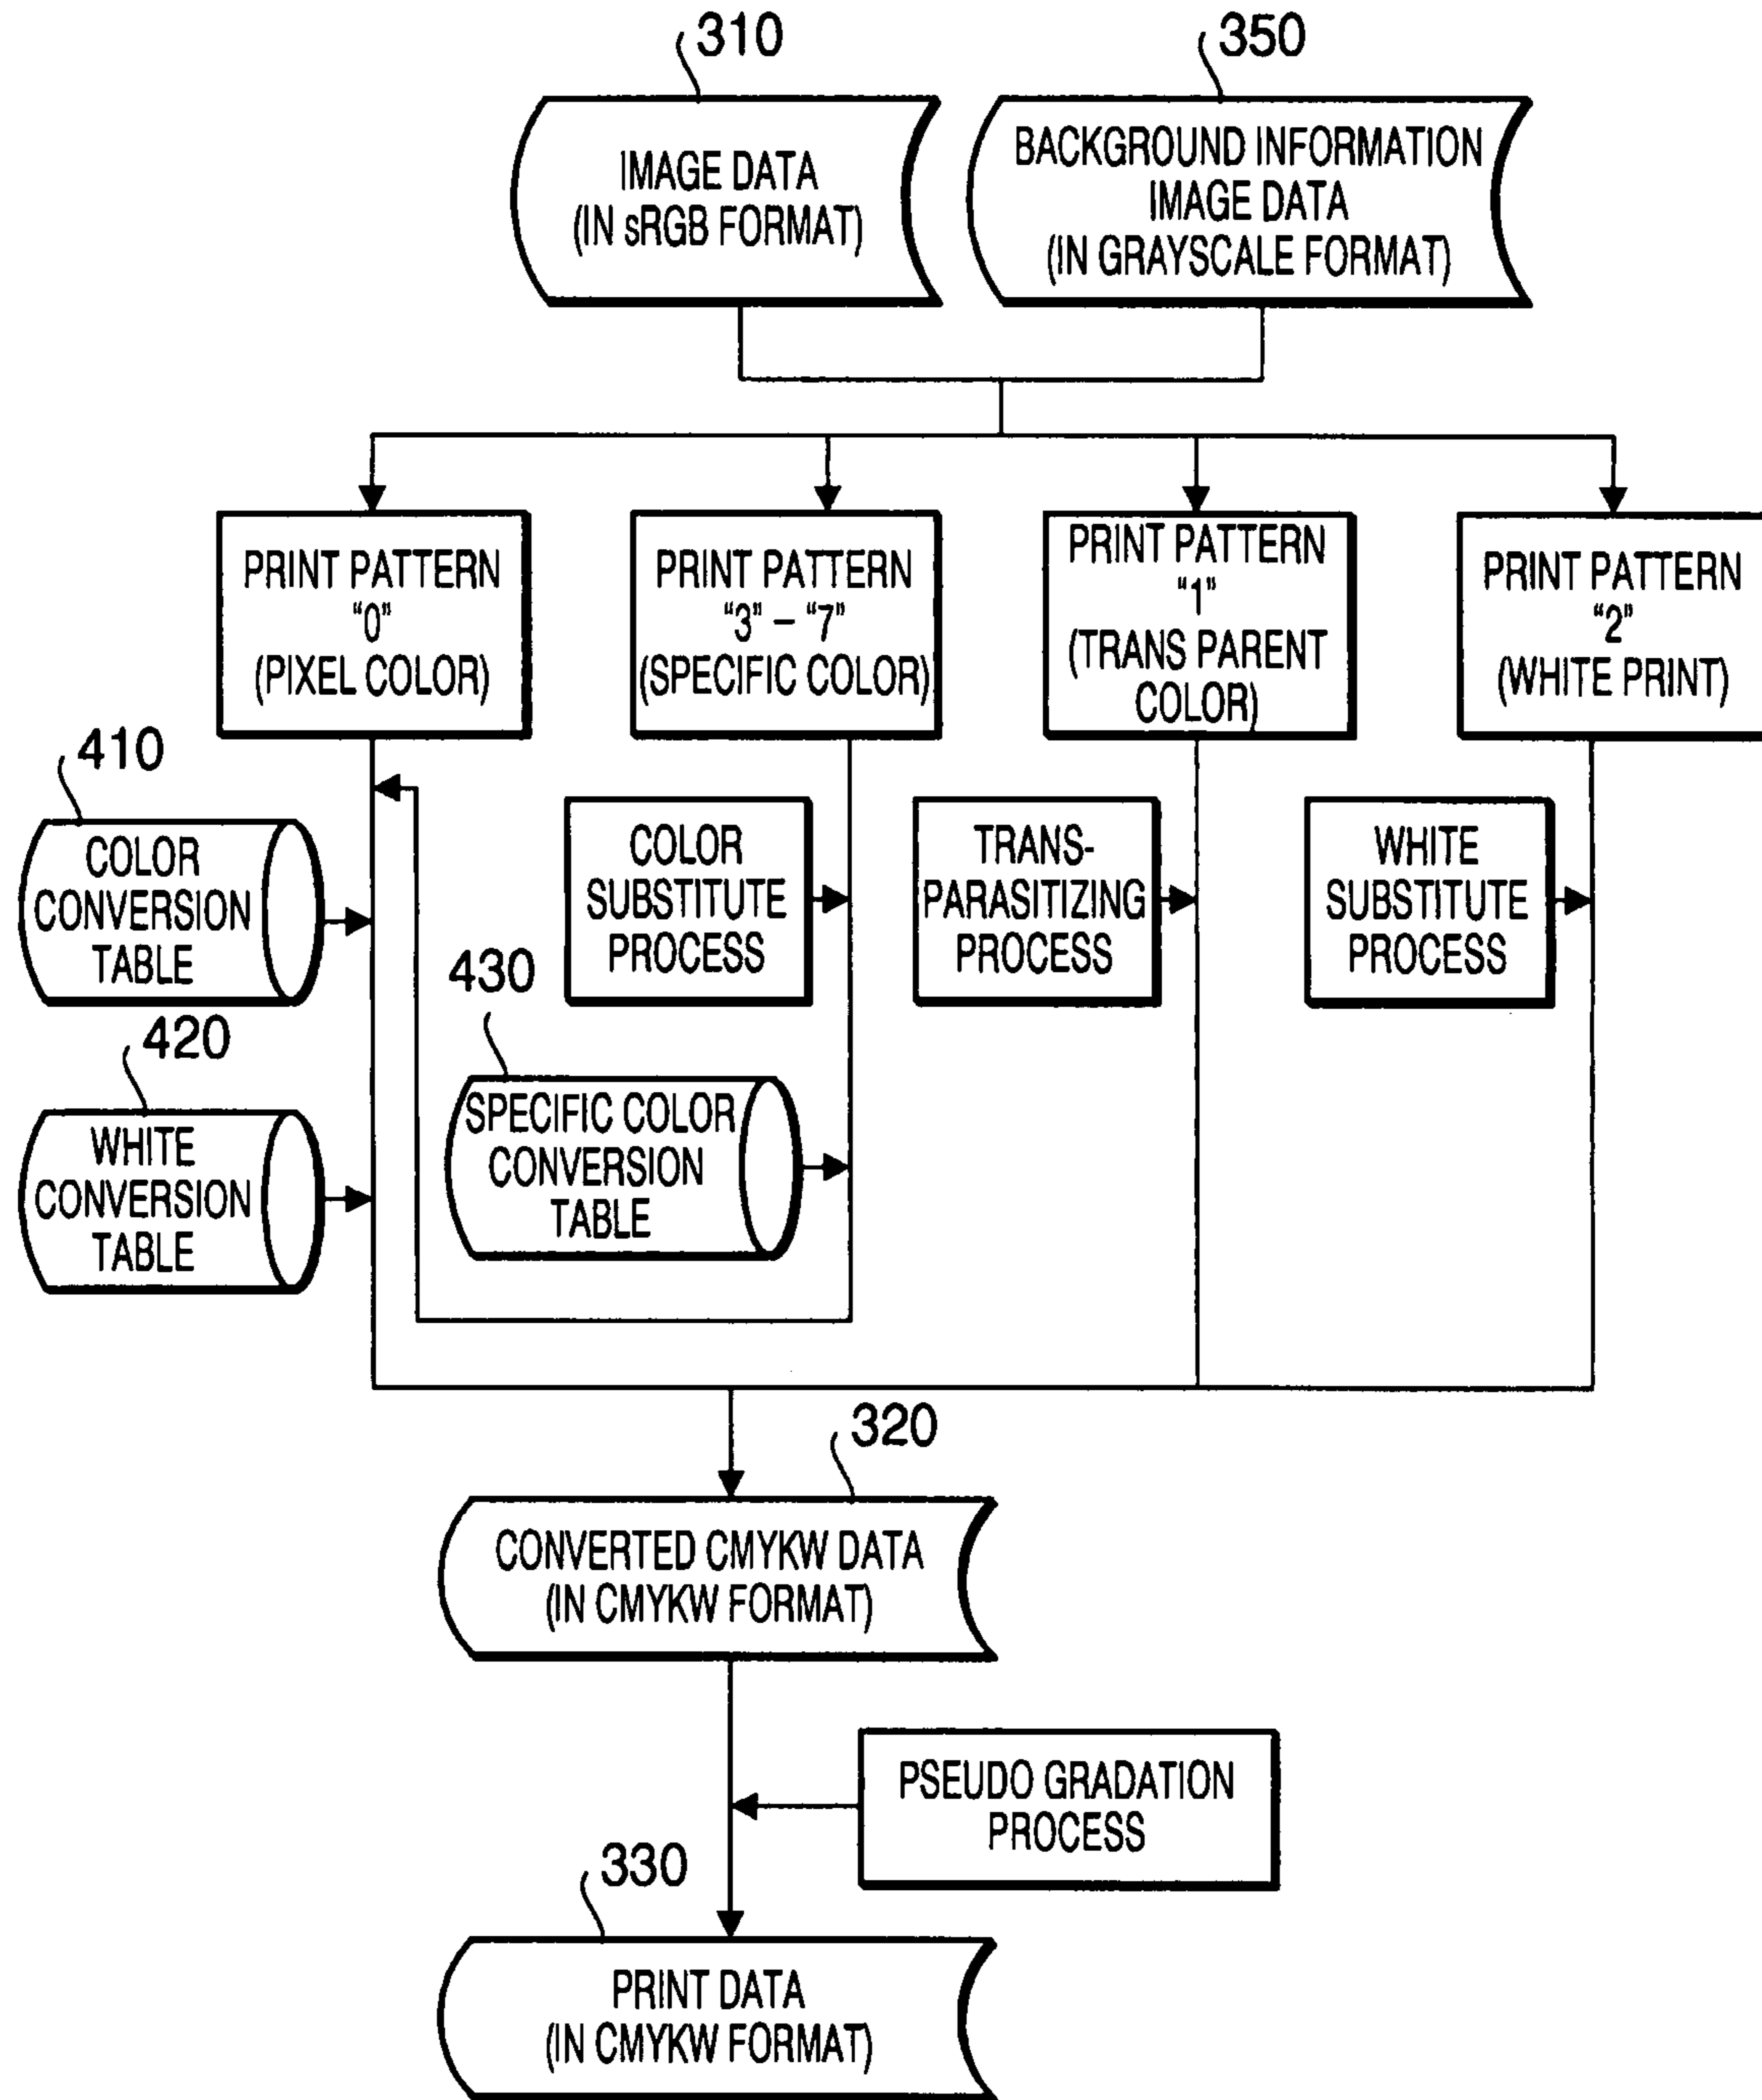 310
350
IMAGE DATA
(IN sRGB FORMAT)
BACKGROUND INFORMATION
IMAGE DATA
(IN GRAYSCALE FORMAT)
PRINT PATTERN
“0”
(PIXEL COLOR)
PRINT PATTERN
“3” – “7”
(SPECIFIC COLOR)
PRINT PATTERN
“1”
(TRANS PARENT
COLOR)
PRINT PATTERN
“2”
(WHITE PRINT)
410
COLOR
CONVERSION
TABLE
COLOR
SUBSTITUTE
PROCESS
TRANS-
PARASITIZING
PROCESS
WHITE
SUBSTITUTE
PROCESS
420
WHITE
CONVERSION
TABLE
430
SPECIFIC COLOR
CONVERSION
TABLE
320
CONVERTED CMYKW DATA
(IN CMYKW FORMAT)
PSEUDO GRADATION
PROCESS
330
PRINT DATA
(IN CMYKW FORMAT)